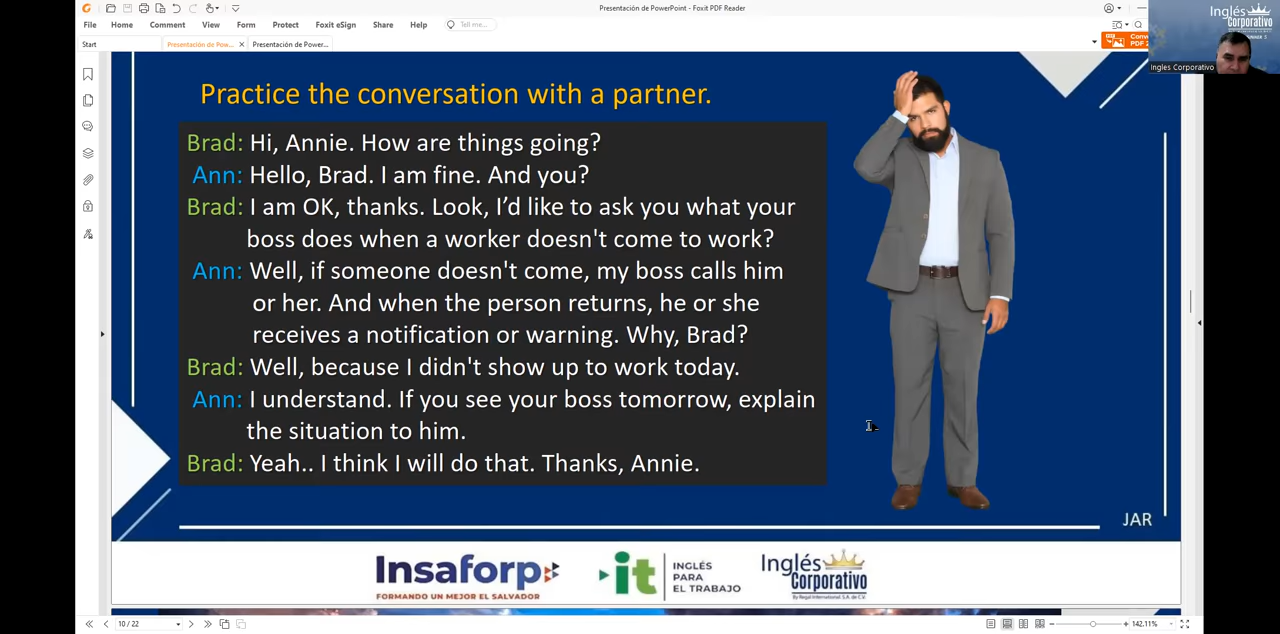 Presentación de PowerPoint - Foxit PDF Reader
File Home Comment View Form Protect Foxit eSign Share Help Tell me...
Start Presentación de Pow... Presentación de Power...
Conv
PDF
Inglés
Corporativo
Ingles Corporativo
Practice the conversation with a partner.
Brad: Hi, Annie. How are things going?
Ann: Hello, Brad. I am fine. And you?
Brad: I am OK, thanks. Look, I’d like to ask you what your
boss does when a worker doesn't come to work?
Ann: Well, if someone doesn't come, my boss calls him
or her. And when the person returns, he or she
receives a notification or warning. Why, Brad?
Brad: Well, because I didn't show up to work today.
Ann: I understand. If you see your boss tomorrow, explain
the situation to him.
Brad: Yeah.. I think I will do that. Thanks, Annie.
JAR
Insaforp
FORMANDO UN MEJOR EL SALVADOR
it
INGLÉS
PARA
EL TRABAJO
Inglés
Corporativo
By Regal International S.A. de C.V.
10 / 22
142.11%